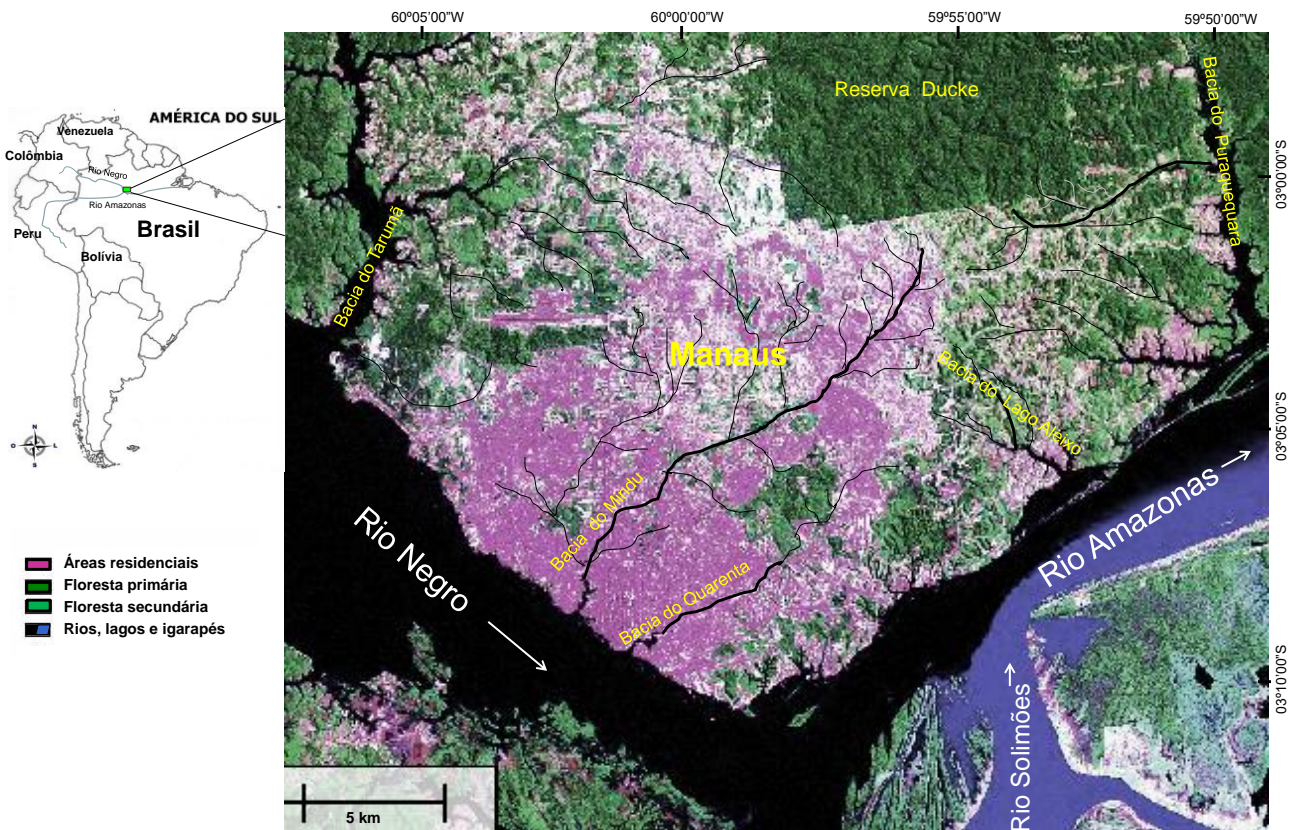 60º05'00"W
60º00'00"W
59º55'00"W
59º50'00"W
AMÉRICA DO SUL
Venezuela
Colômbia
Rio Negro
Rio Amazonas
Brasil
Peru
Bolívia
N
O
L
S
Áreas residenciais
Floresta primária
Floresta secundária
Rios, lagos e igarapés
Reserva Ducke
Bacia do Puraquequara
Bacia do Tarumã
Manaus
Bacia do Lago Aleixo
Bacia do Mindu
Bacia do Quarenta
Rio Negro
Rio Amazonas
Rio Solimões
03º00'00"S
03º05'00"S
03º10'00"S
5 km